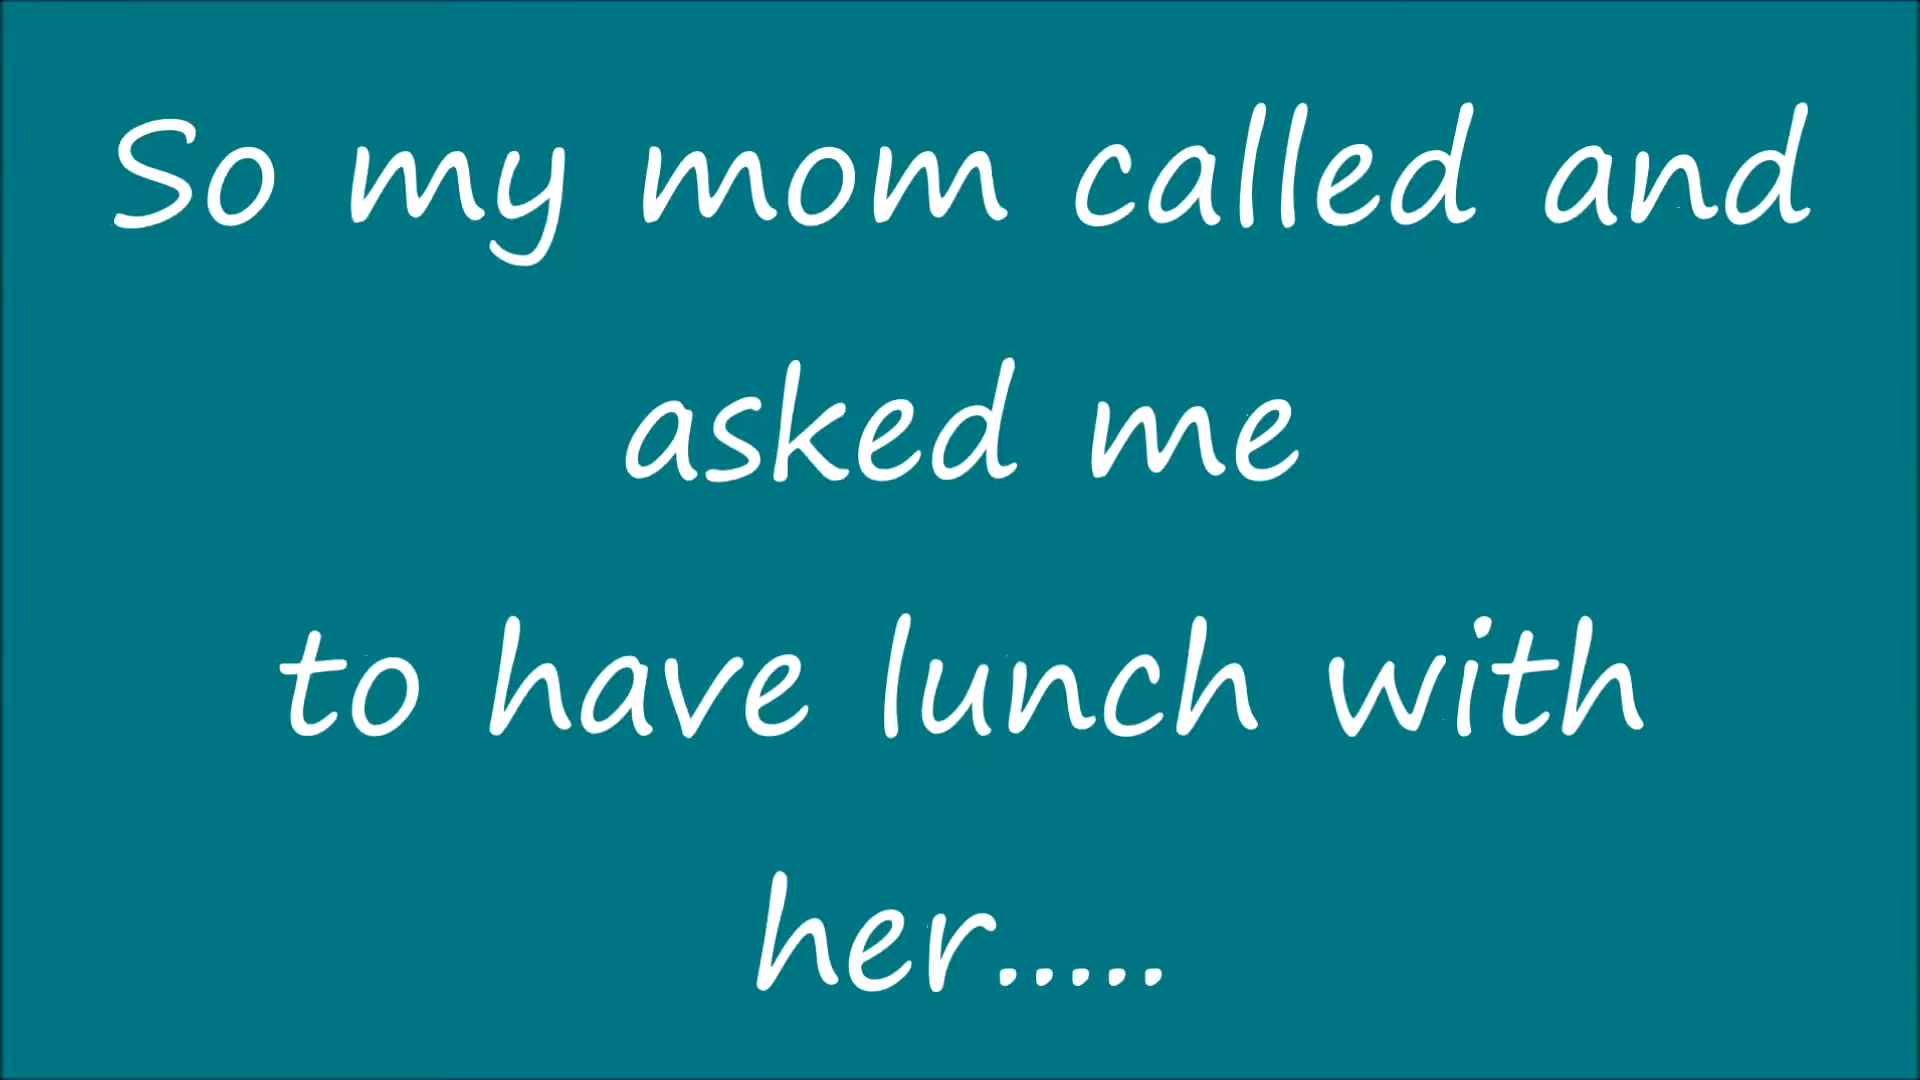 So my mom called and
asked me
to have lunch with
her.....